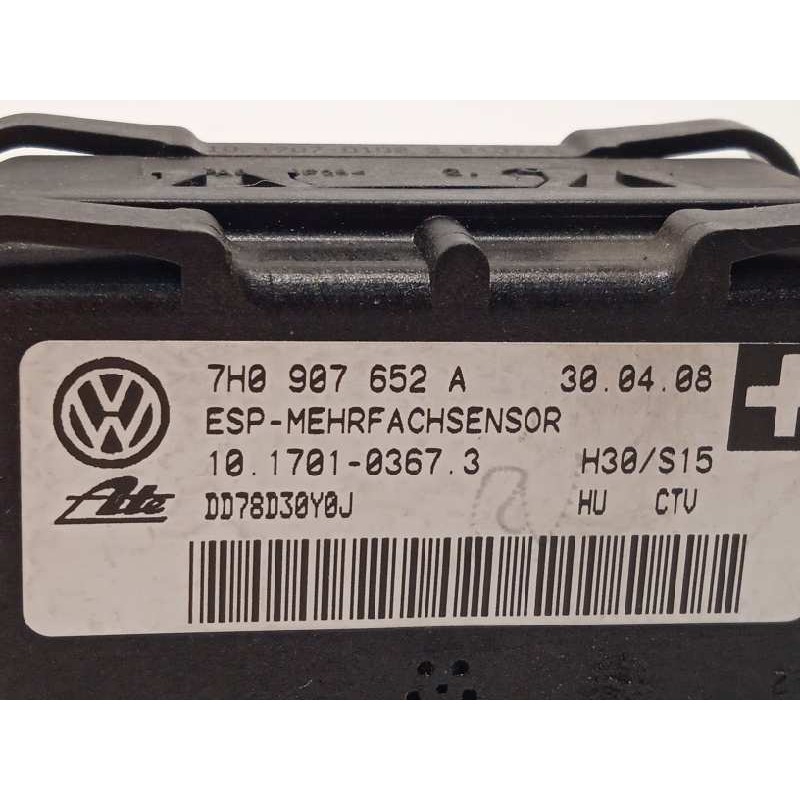 7H0 907 652 A 30.04.08
ESP-MEHRFACHSENSOR
10.1701-0367.3 H30/S15
Ate DD78D30Y0J HU CTV